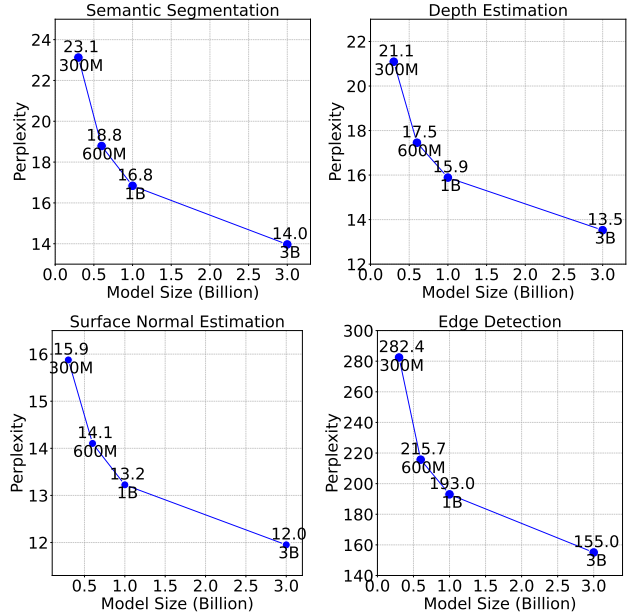 Semantic Segmentation
Perplexity
24
22
20
18
16
14
23.1
300M
18.8
600M
16.8
1B
14.0
3B
0.0 0.5 1.0 1.5 2.0 2.5 3.0
Model Size (Billion)
Depth Estimation
Perplexity
22
20
18
16
14
12
21.1
300M
17.5
600M
15.9
1B
13.5
3B
0.0 0.5 1.0 1.5 2.0 2.5 3.0
Model Size (Billion)
Surface Normal Estimation
Perplexity
16
15
14
13
12
15.9
300M
14.1
600M
13.2
1B
12.0
3B
0.5 1.0 1.5 2.0 2.5 3.0
Model Size (Billion)
Edge Detection
Perplexity
300
280
260
240
220
200
180
160
140
282.4
300M
215.7
600M
193.0
1B
155.0
3B
0.0 0.5 1.0 1.5 2.0 2.5 3.0
Model Size (Billion)